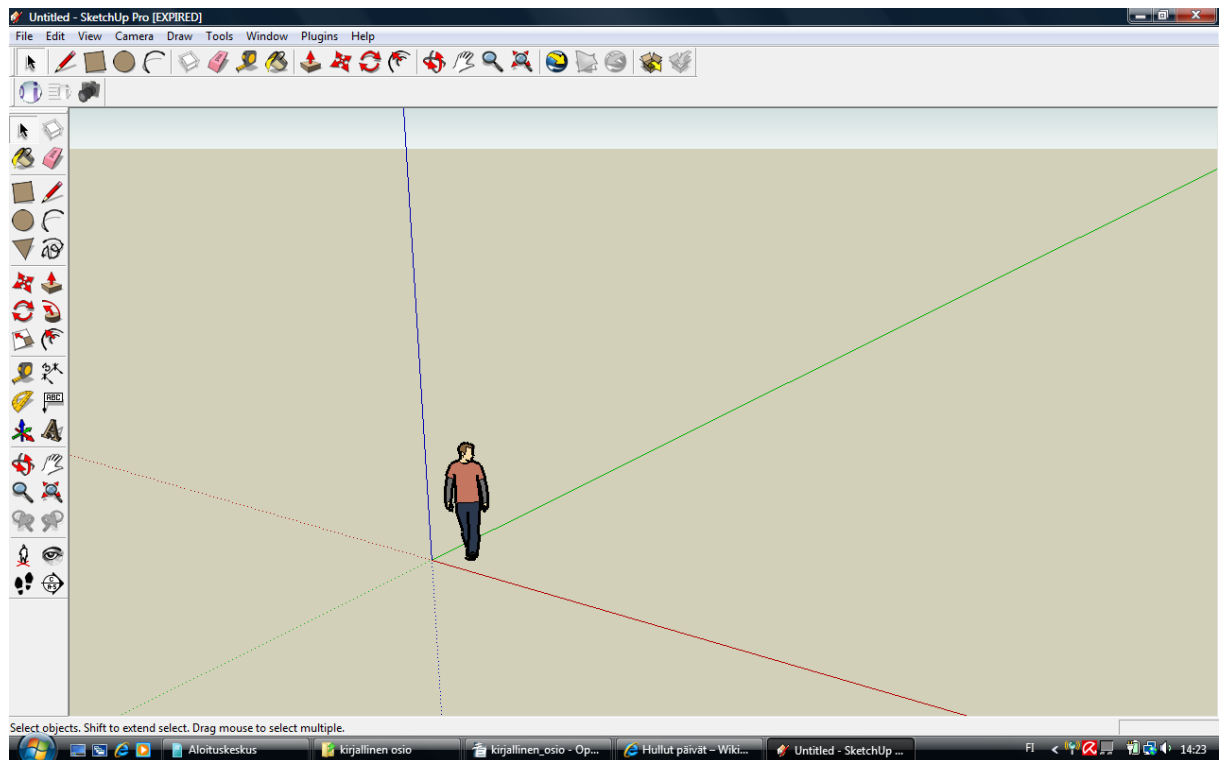 Untitled - SketchUp Pro [EXPIRED]
File Edit View Camera Draw Tools Window Plugins Help
ABC
Select objects. Shift to extend select. Drag mouse to select multiple.
Aloituskeskus kirjallinen osio kirjallinen_osio - Op... Hullut päivät – Wiki... Untitled - SketchUp ... FI < 14:23